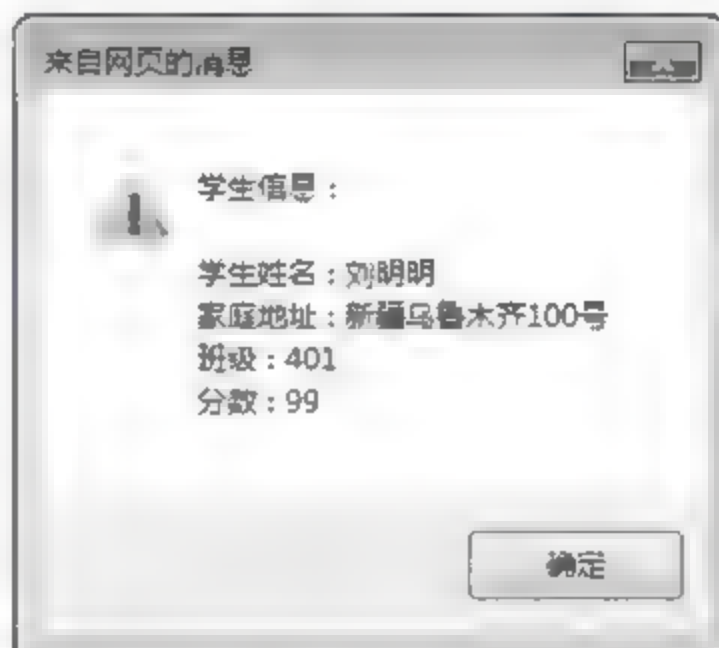 来自网页的消息
学生信息：
学生姓名：刘明明
家庭地址：新疆乌鲁木齐100号
班级：401
分数：99
确定